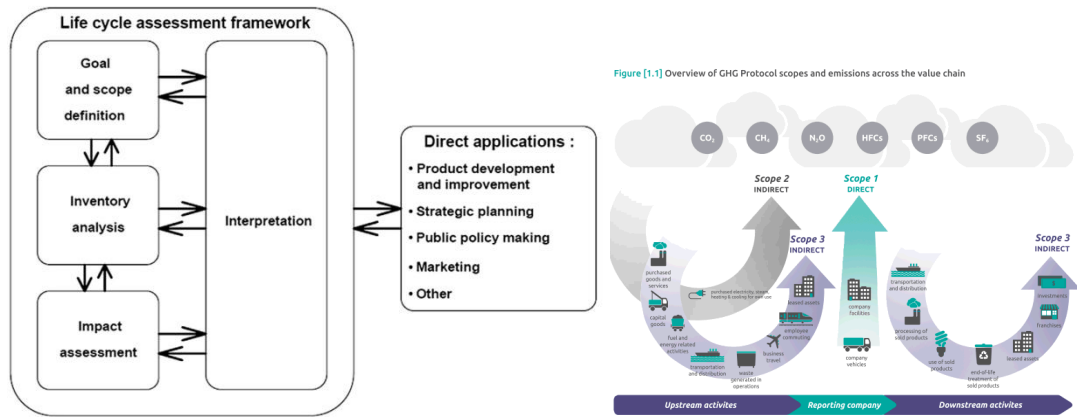 Life cycle assessment framework
Goal
and scope
definition
Inventory
analysis
Impact
assessment
Interpretation
Direct applications :
• Product development
and improvement
• Strategic planning
• Public policy making
• Marketing
• Other
Figure [1.1] Overview of GHG Protocol scopes and emissions across the value chain
CO₂
CH₄
N₂O
HFCs
PFCs
SF₆
Scope 2
INDIRECT
Scope 1
DIRECT
Scope 3
INDIRECT
Scope 3
INDIRECT
purchased
goods and
services
capital
goods
fuel and
energy related
activities
transportation
and distribution
waste
generated in
operations
business
travel
employee
commuting
leased assets
purchased electricity, steam,
heating & cooling for own use
company
facilities
company
vehicles
transportation
and distribution
processing of
sold products
use of sold
products
end-of-life
treatment of
sold products
leased assets
franchises
investments
Upstream activites
Reporting company
Downstream activites